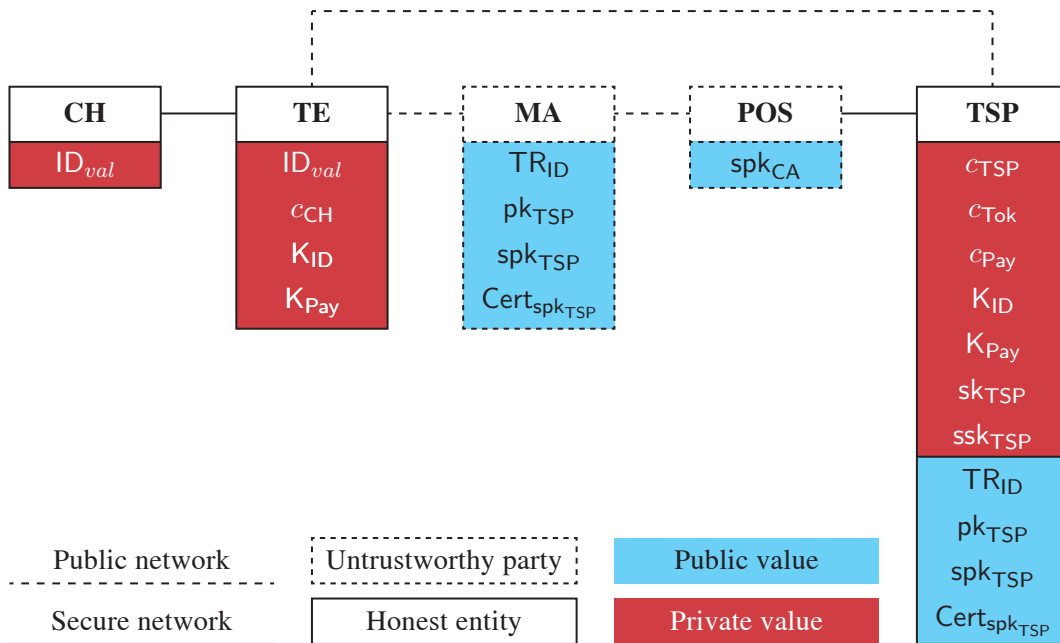 CH TE MA POS TSP
ID_val ID_val TR_ID spk_CA c_TSP
c_CH pk_TSP c_Tok
K_ID spk_TSP c_Pay
K_Pay Cert_spk_TSP K_ID
K_Pay
sk_TSP
ssk_TSP
TR_ID
pk_TSP
Public network Untrustworthy party Public value spk_TSP
Secure network Honest entity Private value Cert_spk_TSP